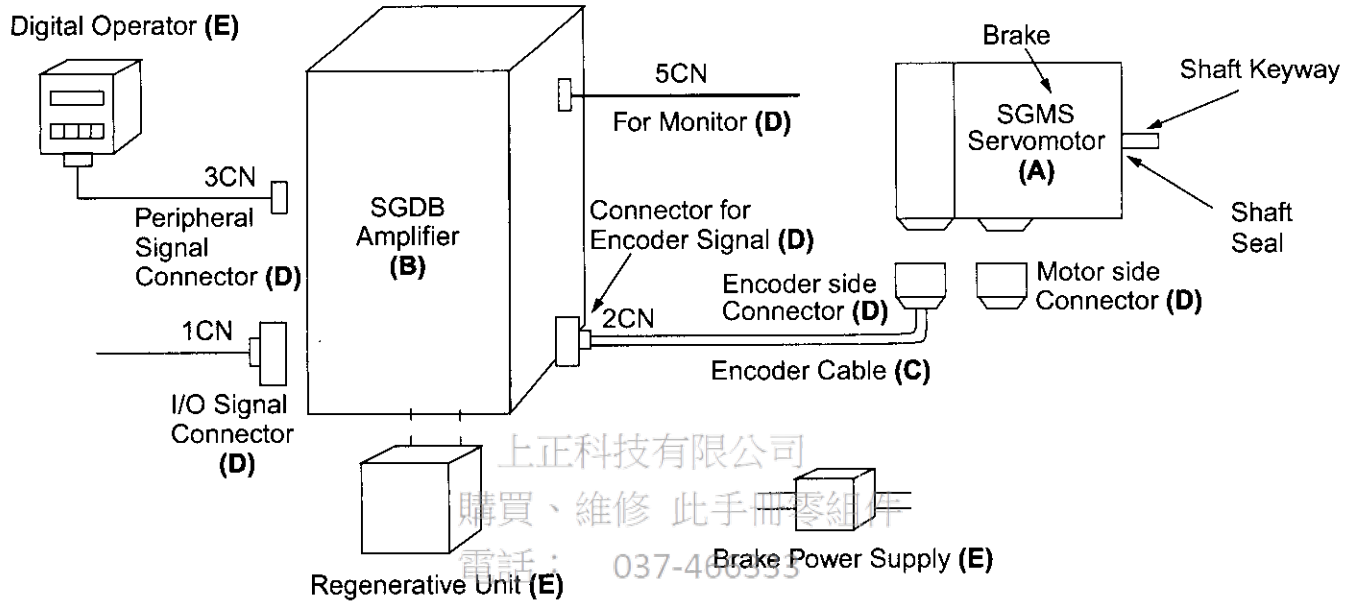 Digital Operator (E)
3CN
Peripheral
Signal
Connector (D)
1CN
I/O Signal
Connector
(D)
SGDB
Amplifier
(B)
5CN
For Monitor (D)
Connector for
Encoder Signal (D)
2CN
Encoder side
Connector (D)
Encoder Cable (C)
Brake
SGMS
Servomotor
(A)
Shaft Keyway
Shaft
Seal
Motor side
Connector (D)
上正科技有限公司
購買、維修 此手冊零組件
電話： 037-466333
Regenerative Unit (E)
Brake Power Supply (E)